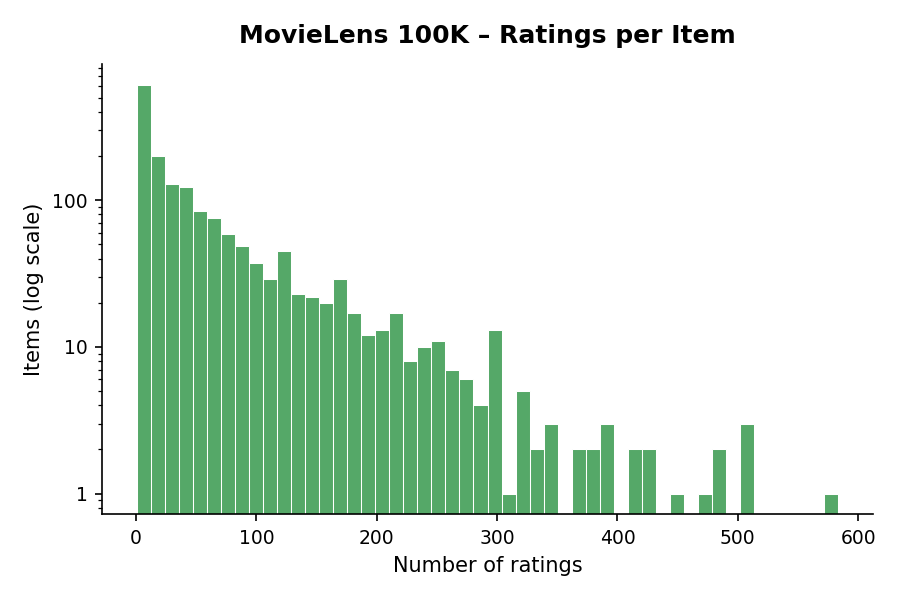 MovieLens 100K – Ratings per Item
Items (log scale)
100
10
1
0 100 200 300 400 500 600
Number of ratings